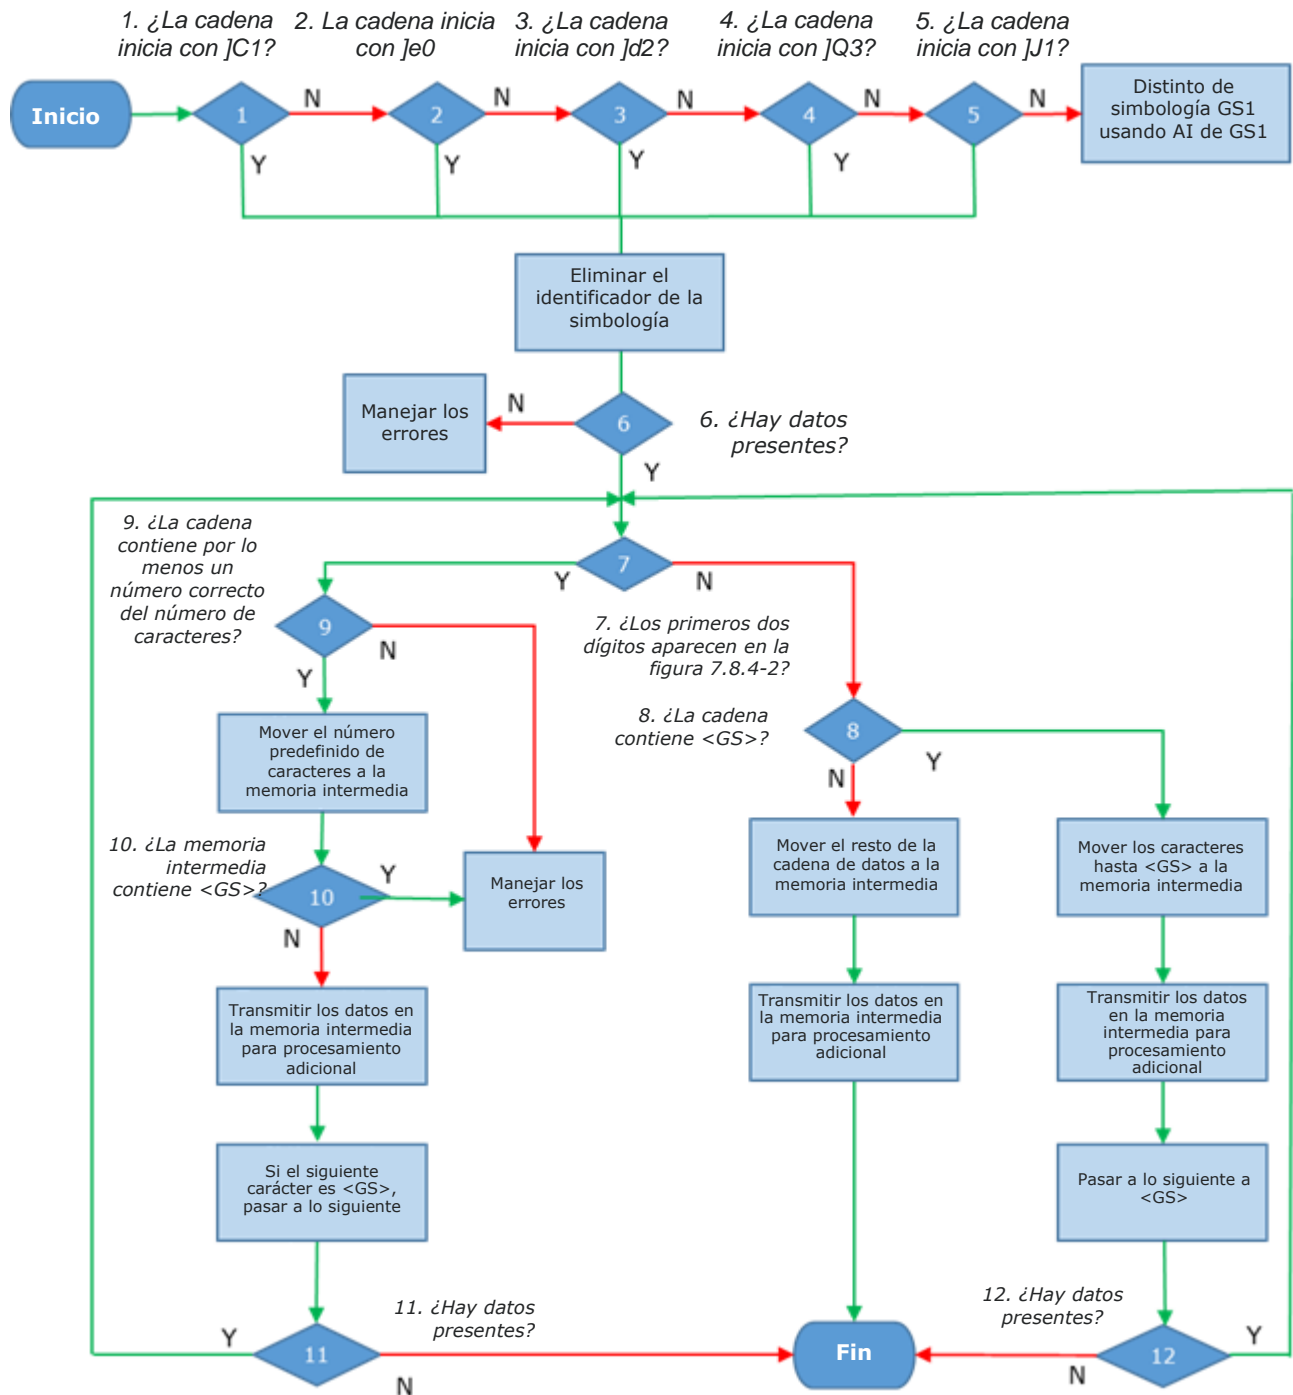 1. ¿La cadena
inicia con ]C1?
2. La cadena inicia
con ]e0
3. ¿La cadena
inicia con ]d2?
4. ¿La cadena
inicia con ]Q3?
5. ¿La cadena
inicia con ]J1?
Inicio
1
N
2
N
3
N
4
N
5
N
Distinto de
simbología GS1
usando AI de GS1
Y
Y
Y
Y
Y
Eliminar el
identificador de la
simbología
Manejar los
errores
N
6
6. ¿Hay datos
presentes?
Y
9. ¿La cadena
contiene por lo
menos un
número correcto
del número de
caracteres?
7
Y
N
7. ¿Los primeros dos
dígitos aparecen en la
figura 7.8.4-2?
9
N
Y
8. ¿La cadena
contiene <GS>?
8
Y
N
Mover el número
predefinido de
caracteres a la
memoria intermedia
10. ¿La memoria
intermedia
contiene <GS>?
10
Y
N
Manejar los
errores
Mover el resto de la
cadena de datos a la
memoria intermedia
Mover los caracteres
hasta <GS> a la
memoria intermedia
Transmitir los datos en
la memoria intermedia
para procesamiento
adicional
Transmitir los datos en
la memoria intermedia
para procesamiento
adicional
Transmitir los datos
en la memoria
intermedia para
procesamiento
adicional
Si el siguiente
carácter es <GS>,
pasar a lo siguiente
Pasar a lo siguiente a
<GS>
11. ¿Hay datos
presentes?
12. ¿Hay datos
presentes?
Y
11
N
Fin
N
12
Y